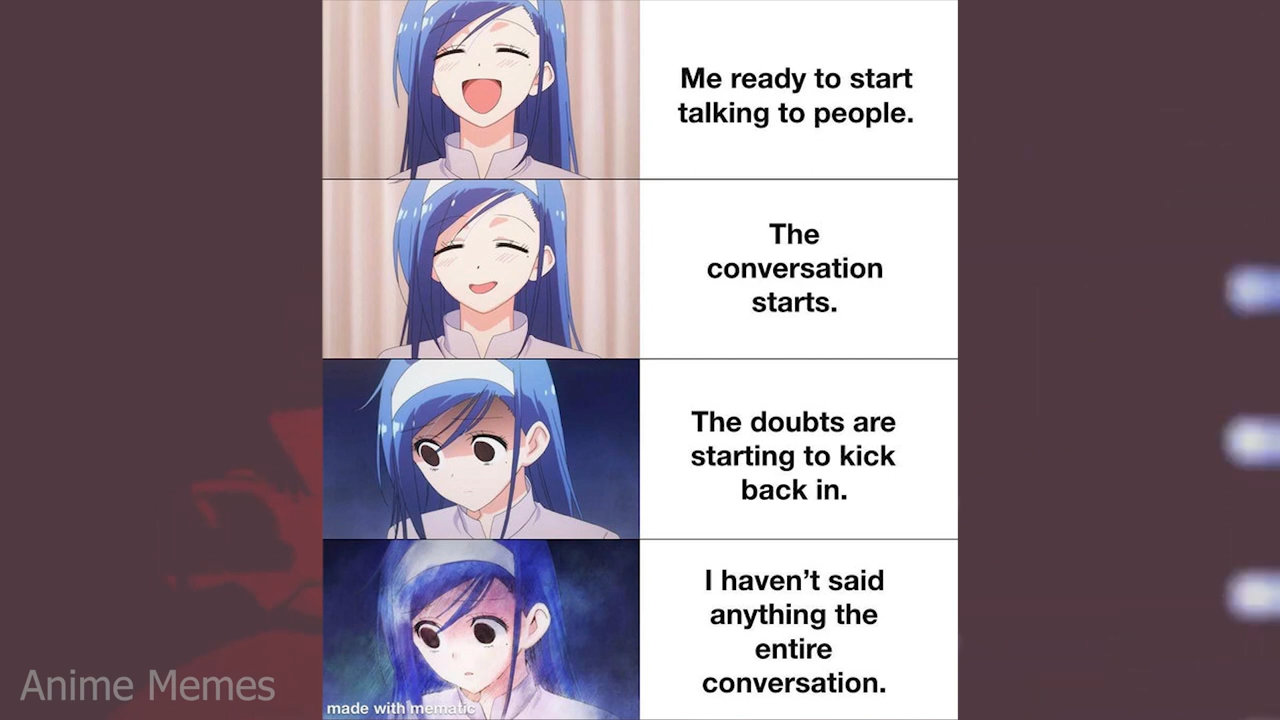 Me ready to start
talking to people.
The
conversation
starts.
The doubts are
starting to kick
back in.
I haven’t said
anything the
entire
conversation.
Anime Memes
made with mematic